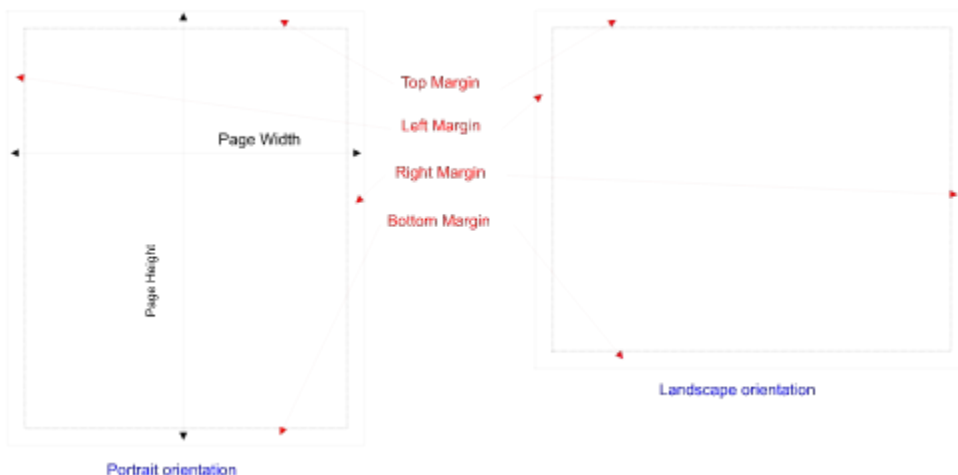 Top Margin
Left Margin
Page Width
Right Margin
Bottom Margin
Page Height
Landscape orientation
Portrait orientation